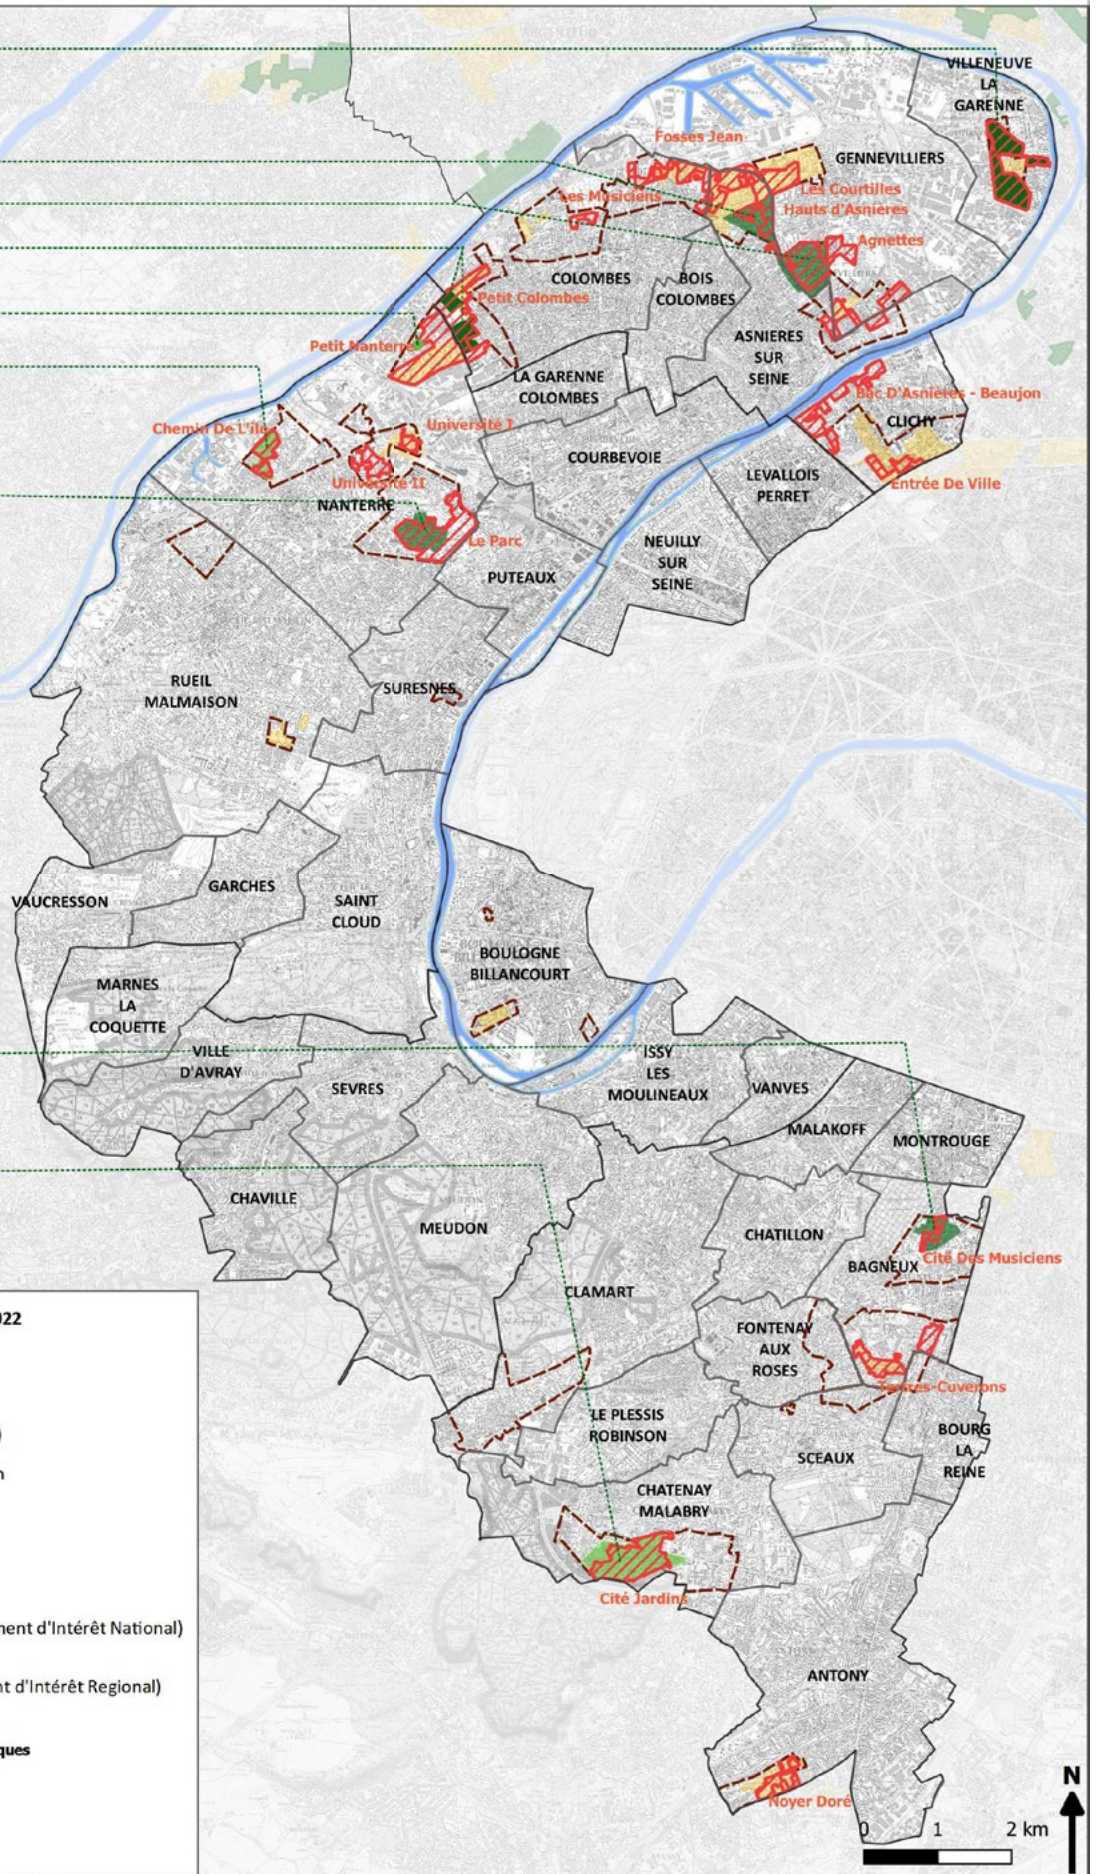 VILLENEUVE
LA
GARENNE
Fosses Jean
GENNEVILLIERS
Les Courtilles
Les Musiciens
Hauts d'Asnieres
Agnettes
COLOMBES
BOIS
COLOMBES
Petit Colombes
ASNIERES
SUR
SEINE
Petit Nanterre
LA GARENNE
COLOMBES
Bac D'Asnières - Beaujon
CLICHY
Chemin De L'île
Université I
COURBEVOIE
LEVALLOIS
PERRET
Entrée De Ville
Université II
NANTERRE
Le Parc
NEUILLY
SUR
SEINE
PUTEAUX
RUEIL
MALMAISON
SURESNES
GARCHES
VAUCRESSON
SAINT
CLOUD
BOULOGNE
BILLANCOURT
MARNES
LA
COQUETTE
VILLE
D'AVRAY
SEVRES
ISSY
LES
MOULINEAUX
VANVES
MALAKOFF
MONTROUGE
CHAVILLE
MEUDON
CHATILLON
Cité Des Musiciens
BAGNEUX
CLAMART
022
FONTENAY
AUX
ROSES
Tertres-Cuverons
LE PLESSIS
ROBINSON
BOURG
LA
REINE
SCEAUX
n
CHATENAY
MALABRY
Cité Jardins
ment d'Intérêt National)
ANTONY
nt d'Intérêt Regional)
ques
Noyer Doré
N
0 1 2 km